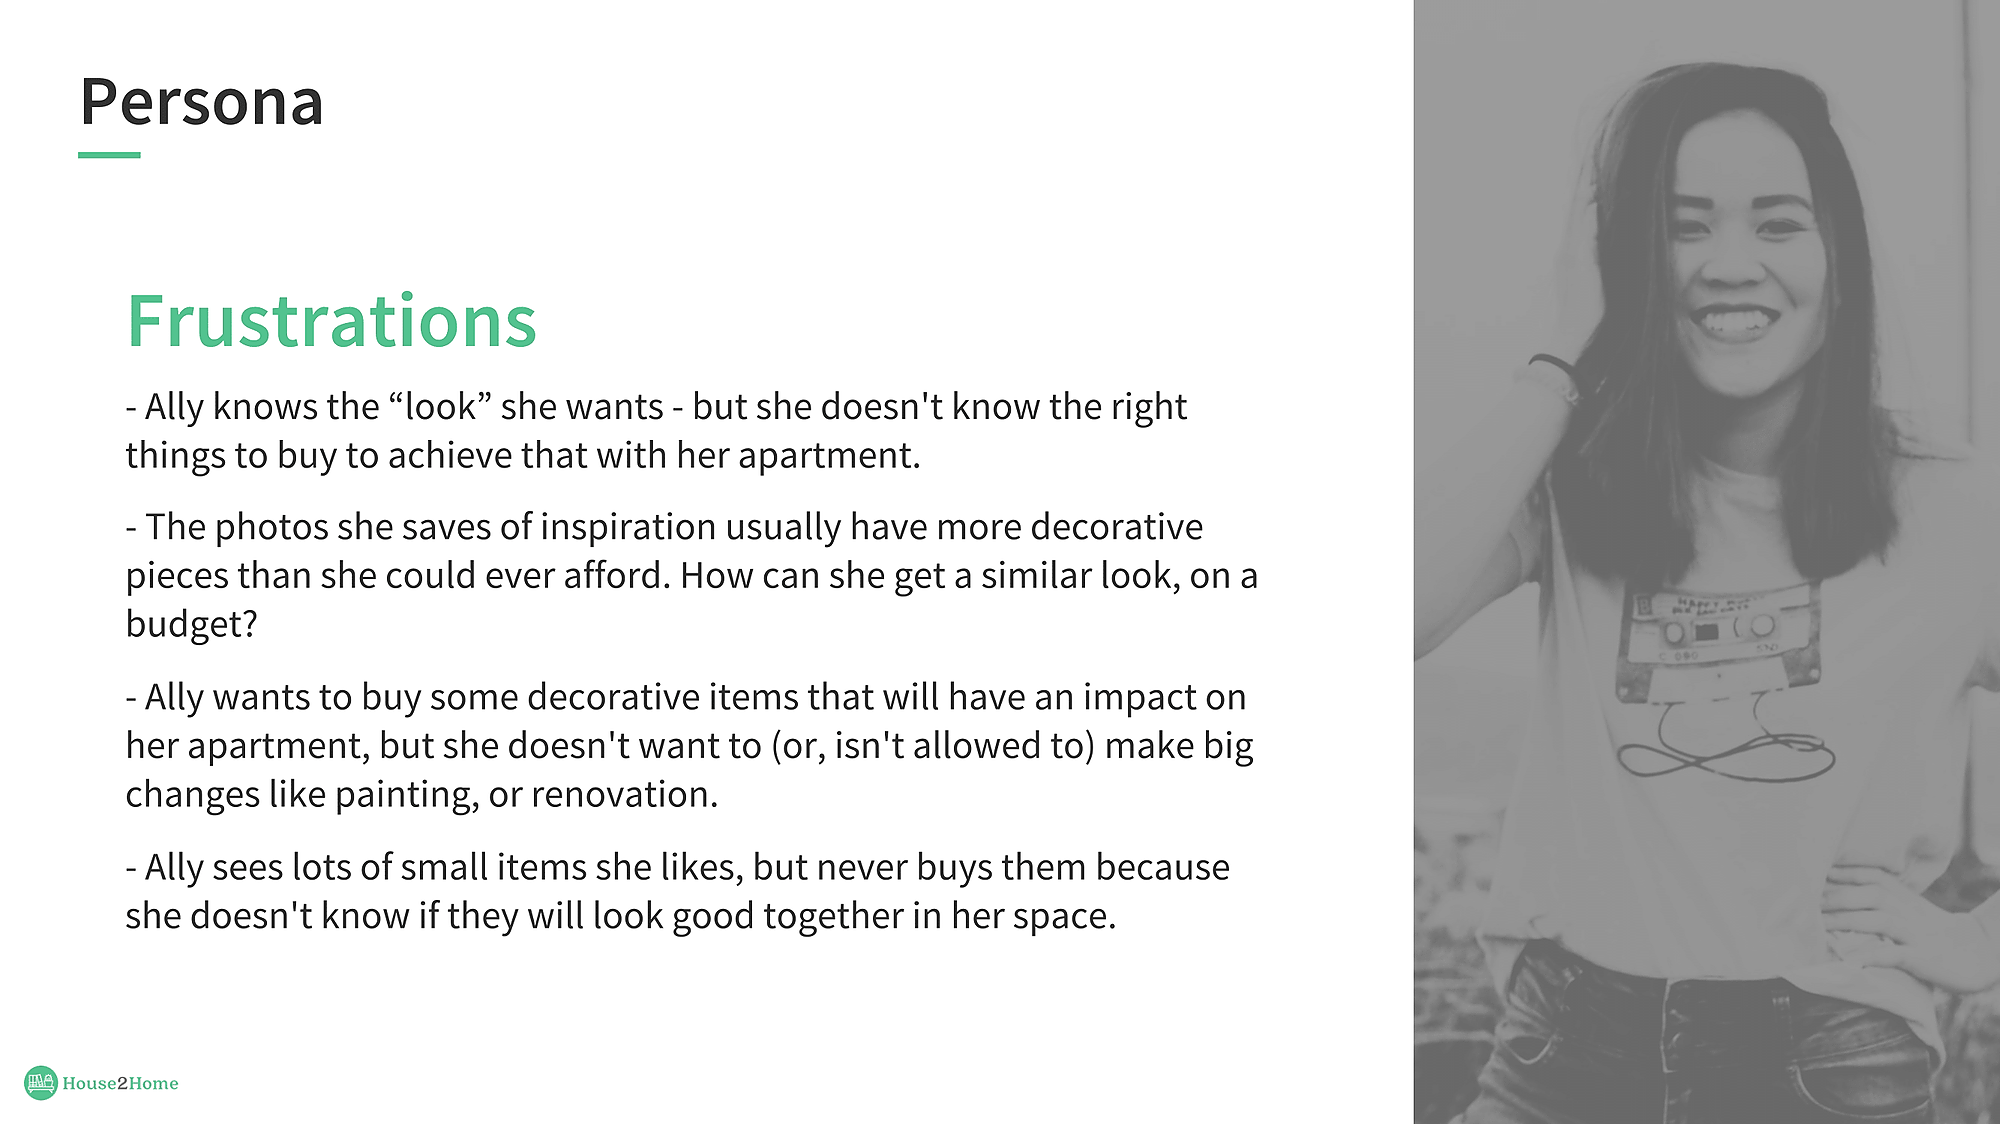 Persona
Frustrations
- Ally knows the “look” she wants - but she doesn't know the right
things to buy to achieve that with her apartment.
- The photos she saves of inspiration usually have more decorative
pieces than she could ever afford. How can she get a similar look, on a
budget?
- Ally wants to buy some decorative items that will have an impact on
her apartment, but she doesn't want to (or, isn't allowed to) make big
changes like painting, or renovation.
- Ally sees lots of small items she likes, but never buys them because
she doesn't know if they will look good together in her space.
House2Home